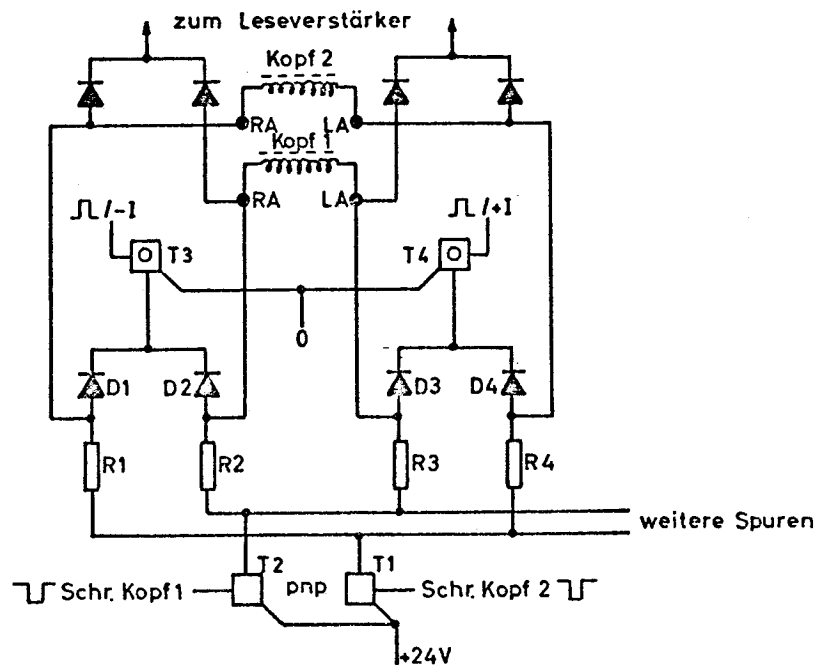 zum Leseverstärker
Kopf 2
RA LA
Kopf 1
RA LA
/-I /+I
T3 T4
0
D1 D2 D3 D4
R1 R2 R3 R4
weitere Spuren
T2 T1
Schr. Kopf 1 pnp Schr. Kopf 2
+24V